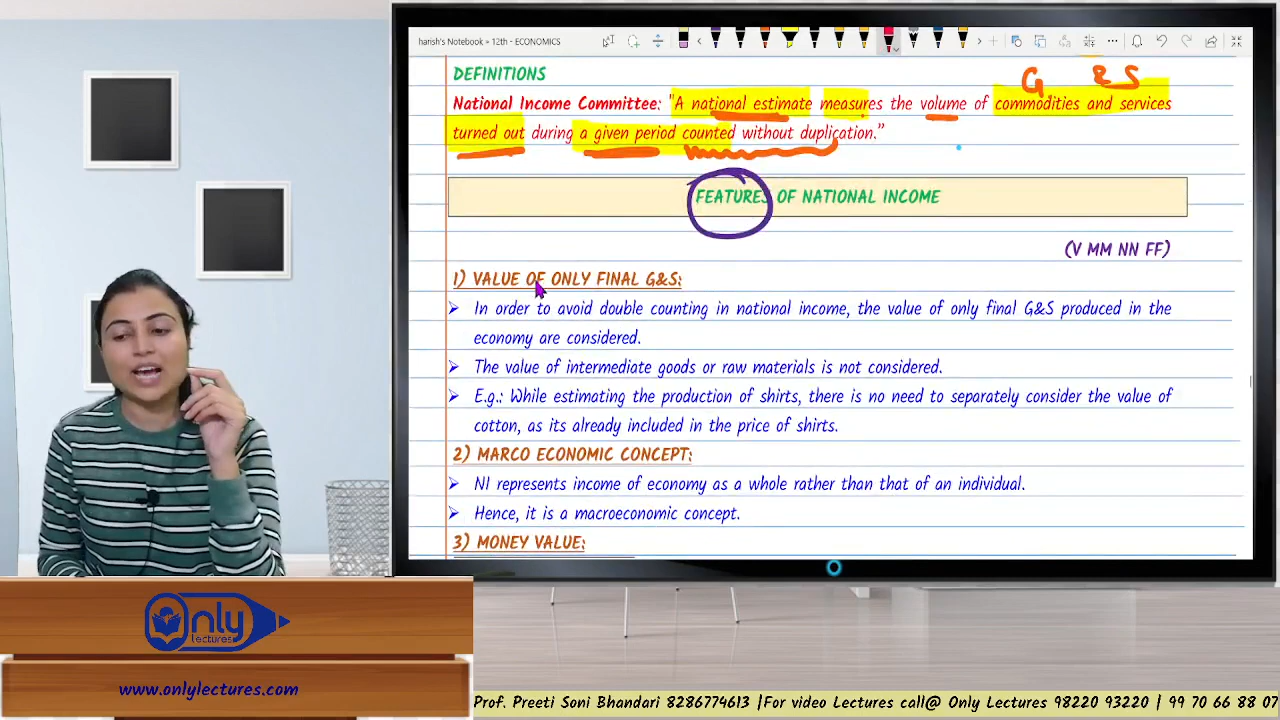 harish's Notebook » 12th - ECONOMICS
G & S
DEFINITIONS
National Income Committee: "A national estimate measures the volume of commodities and services
turned out during a given period counted without duplication.”
FEATURES OF NATIONAL INCOME
(V MM NN FF)
1) VALUE OF ONLY FINAL G&S:
➢ In order to avoid double counting in national income, the value of only final G&S produced in the
economy are considered.
➢ The value of intermediate goods or raw materials is not considered.
➢ E.g.: While estimating the production of shirts, there is no need to separately consider the value of
cotton, as its already included in the price of shirts.
2) MARCO ECONOMIC CONCEPT:
➢ NI represents income of economy as a whole rather than that of an individual.
➢ Hence, it is a macroeconomic concept.
3) MONEY VALUE:
Only
lectures
www.onlylectures.com
Prof. Preeti Soni Bhandari 8286774613 |For video Lectures call@ Only Lectures 98220 93220 | 99 70 66 88 07